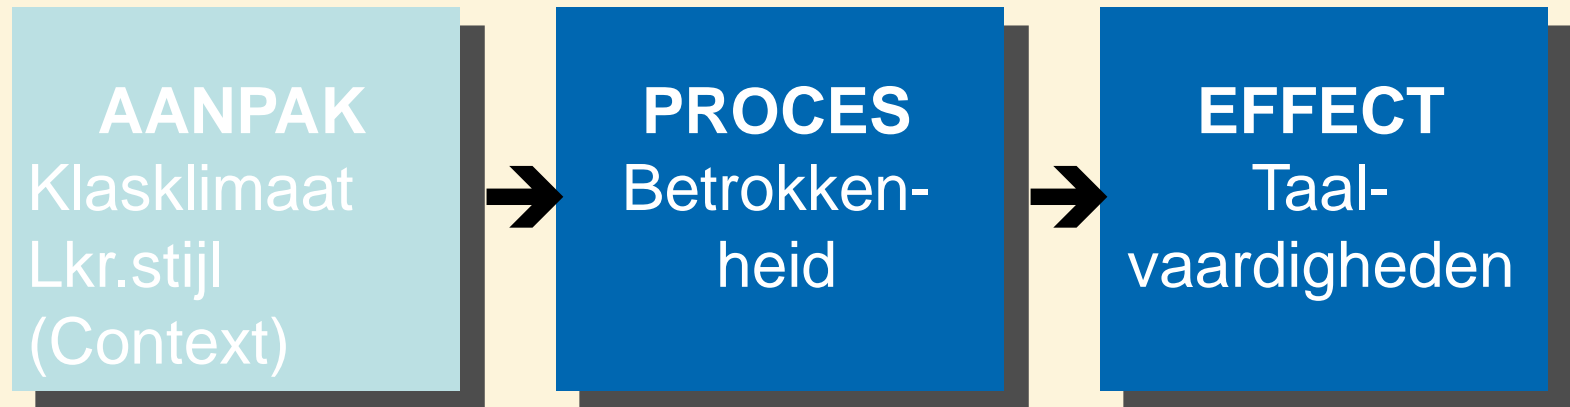 AANPAK
Klasklimaat
Lkr.stijl
(Context)
PROCES
Betrokken-
heid
EFFECT
Taal-
vaardigheden